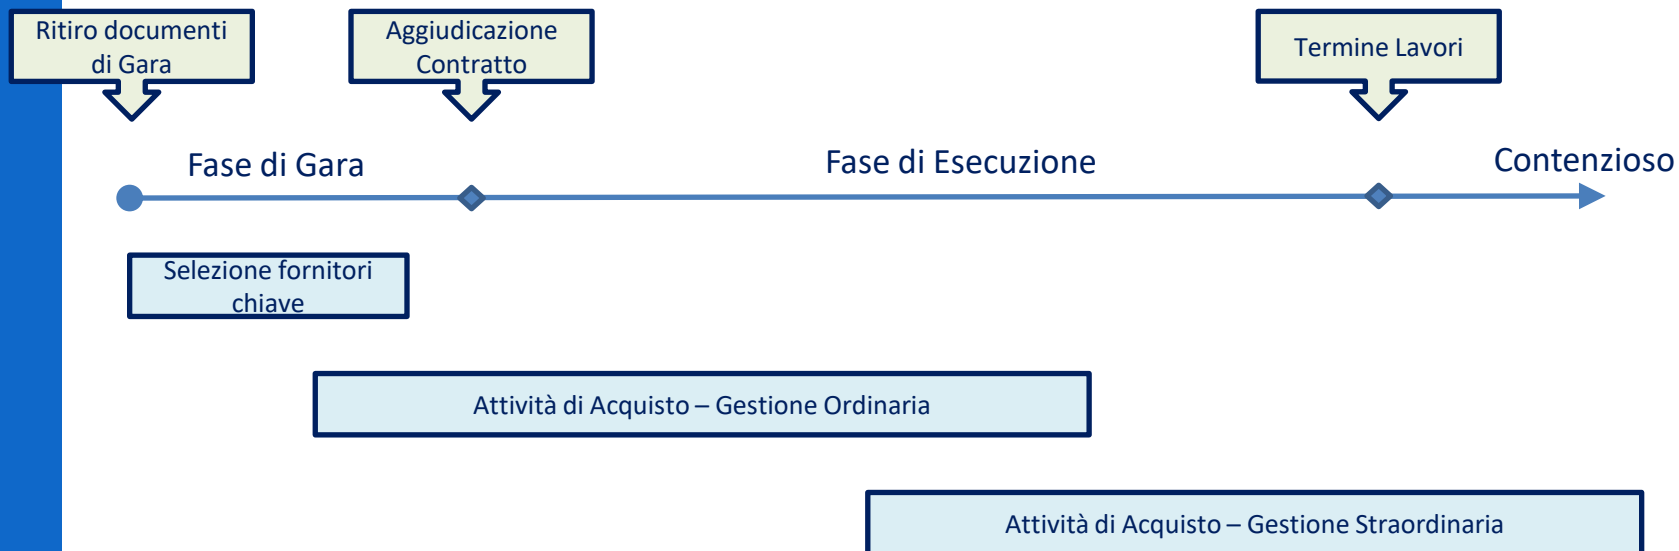 Ritiro documenti
di Gara
Aggiudicazione
Contratto
Termine Lavori
Fase di Gara
Fase di Esecuzione
Contenzioso
Selezione fornitori
chiave
Attività di Acquisto – Gestione Ordinaria
Attività di Acquisto – Gestione Straordinaria